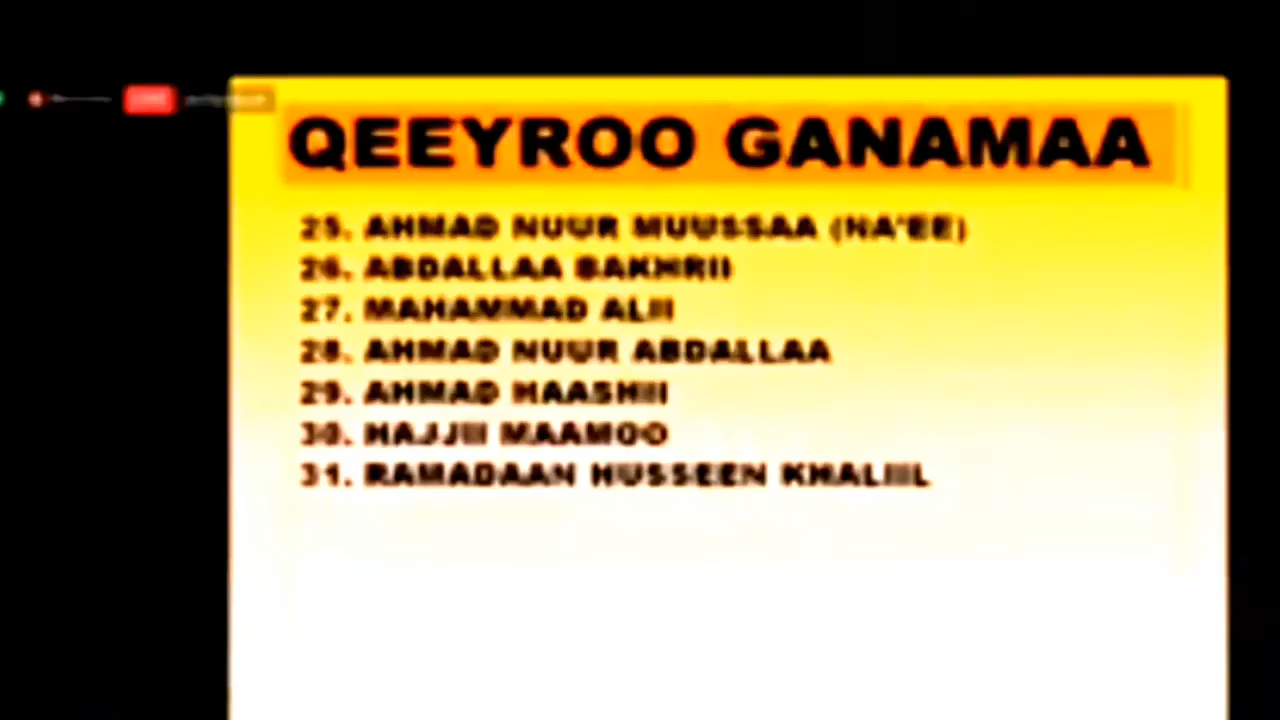 QEEYROO GANAMAA
25. AHMAD NUUR MUUSSAA (NA'EE)
26. ABDALLAA BAKHRII
27. MAHAMMAD ALII
28. AHMAD NUUR ABDALLAA
29. AHMAD HAASHII
30. HAJJII MAAMOO
31. RAMADAAN HUSSEEN KHALIIL